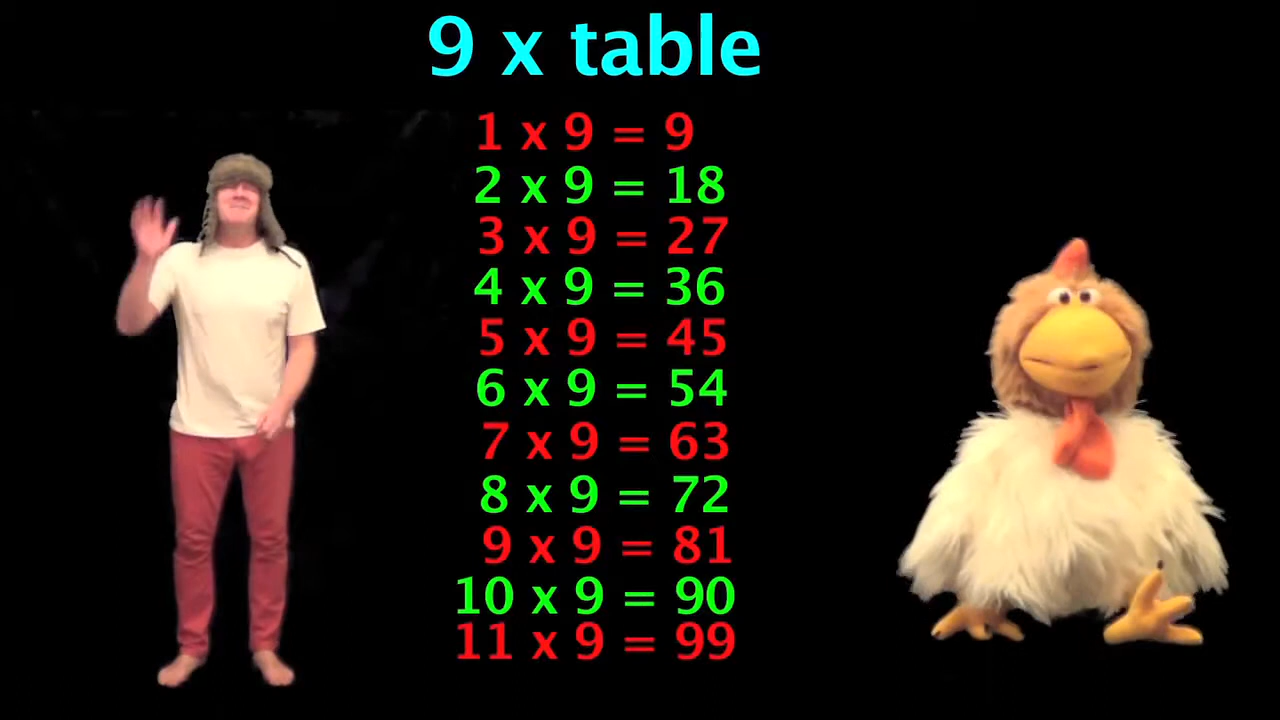 9 x table
1 x 9 = 9
2 x 9 = 18
3 x 9 = 27
4 x 9 = 36
5 x 9 = 45
6 x 9 = 54
7 x 9 = 63
8 x 9 = 72
9 x 9 = 81
10 x 9 = 90
11 x 9 = 99